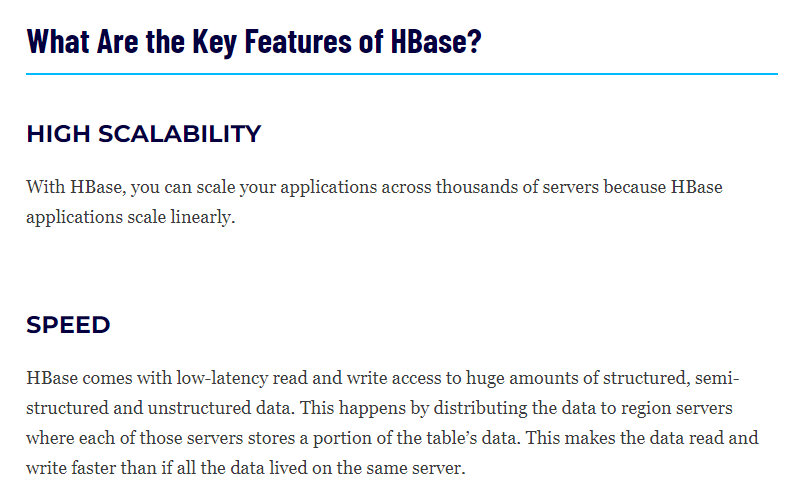 What Are the Key Features of HBase?
HIGH SCALABILITY
With HBase, you can scale your applications across thousands of servers because HBase
applications scale linearly.
SPEED
HBase comes with low-latency read and write access to huge amounts of structured, semi-
structured and unstructured data. This happens by distributing the data to region servers
where each of those servers stores a portion of the table’s data. This makes the data read and
write faster than if all the data lived on the same server.